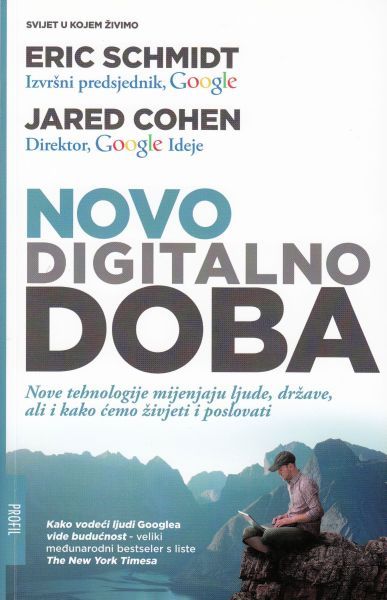 SVIJET U KOJEM ŽIVIMO
ERIC SCHMIDT
Izvršni predsjednik, Google
JARED COHEN
Direktor, Google Ideje
NOVO
DIGITALNO
DOBA
Nove tehnologije mijenjaju ljude, države,
ali i kako ćemo živjeti i poslovati
PROFIL
Kako vodeći ljudi Googlea
vide budućnost - veliki
međunarodni bestseler s liste
The New York Timesa